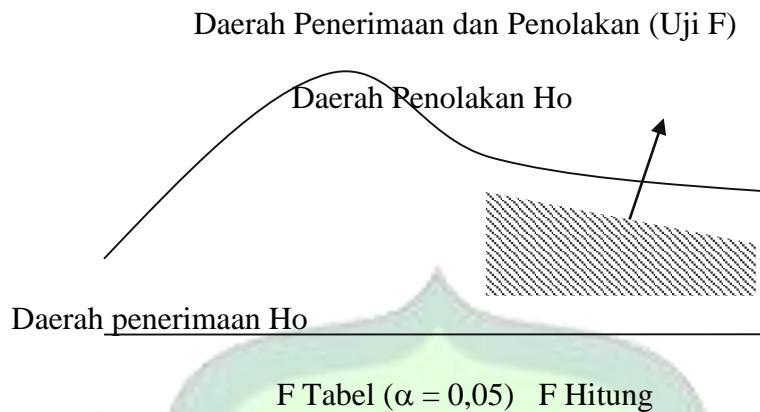 Daerah Penerimaan dan Penolakan (Uji F)
Daerah Penolakan Ho
Daerah penerimaan Ho
F Tabel (α = 0,05) F Hitung